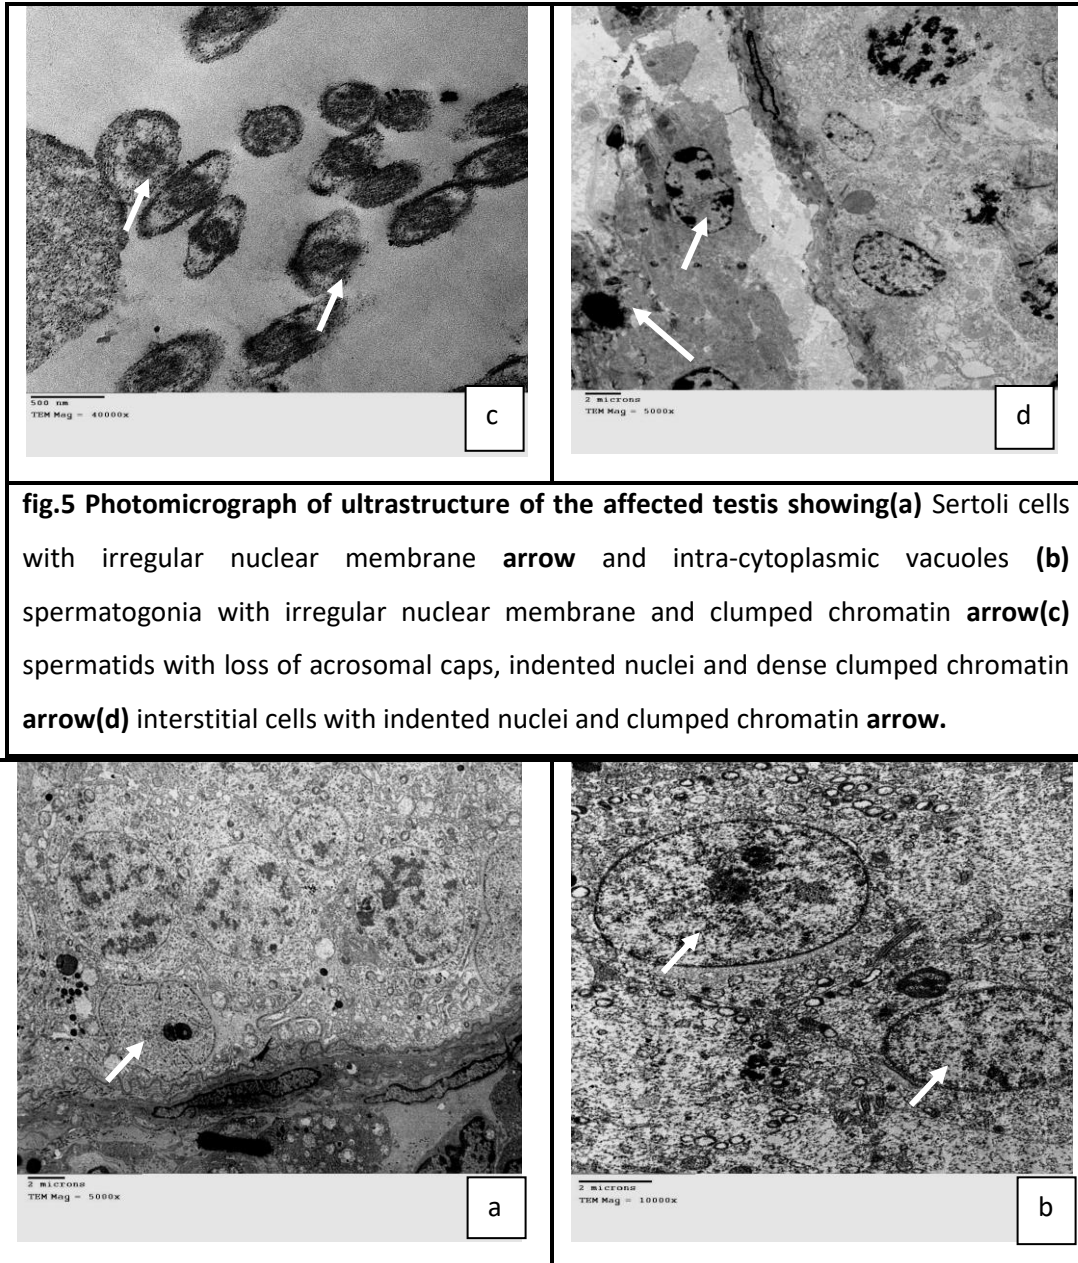 500 nm
TEM Mag = 40000x
c
2 microns
TEM Mag = 5000x
d
fig.5 Photomicrograph of ultrastructure of the affected testis showing(a) Sertoli cells
with irregular nuclear membrane arrow and intra-cytoplasmic vacuoles (b)
spermatogonia with irregular nuclear membrane and clumped chromatin arrow(c)
spermatids with loss of acrosomal caps, indented nuclei and dense clumped chromatin
arrow(d) interstitial cells with indented nuclei and clumped chromatin arrow.
2 microns
TEM Mag = 5000x
a
2 microns
TEM Mag = 10000x
b